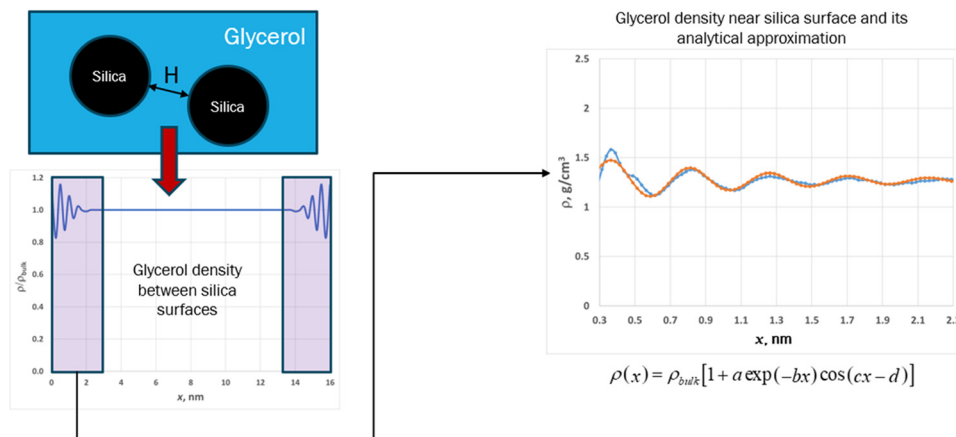 Glycerol
Silica
H
Silica
1.2
1.0
0.8
0.6
0.4
0.2
0.0
ρ/ρbulk
Glycerol density
between silica
surfaces
0 2 4 6 8 10 12 14 16
x, nm
Glycerol density near silica surface and its
analytical approximation
2.5
2
1.5
1
0.5
0
ρ, g/cm³
0.3 0.5 0.7 0.9 1.1 1.3 1.5 1.7 1.9 2.1 2.3
x, nm
ρ(x) = ρbulk[1 + a exp(−bx) cos(cx − d)]